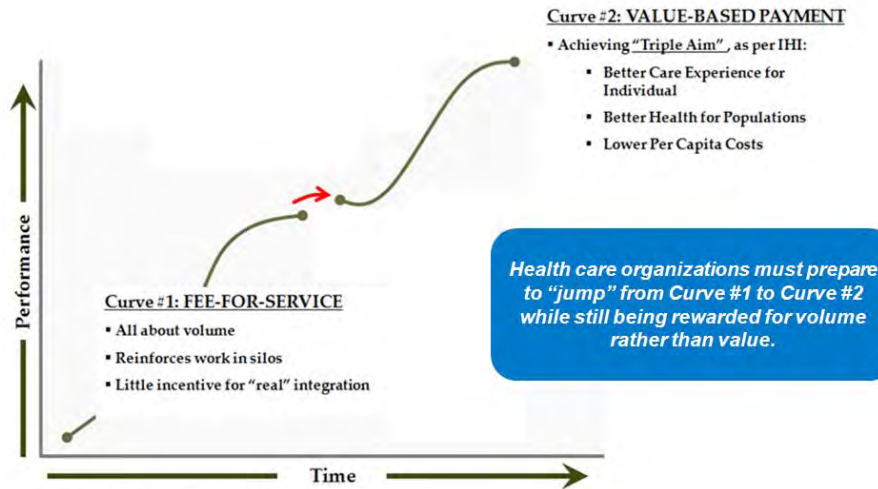 Curve #2: VALUE-BASED PAYMENT
▪ Achieving "Triple Aim" , as per IHI:
▪ Better Care Experience for
Individual
▪ Better Health for Populations
▪ Lower Per Capita Costs
Performance
Health care organizations must prepare
to "jump" from Curve #1 to Curve #2
while still being rewarded for volume
rather than value.
Curve #1: FEE-FOR-SERVICE
▪ All about volume
▪ Reinforces work in silos
▪ Little incentive for "real" integration
Time